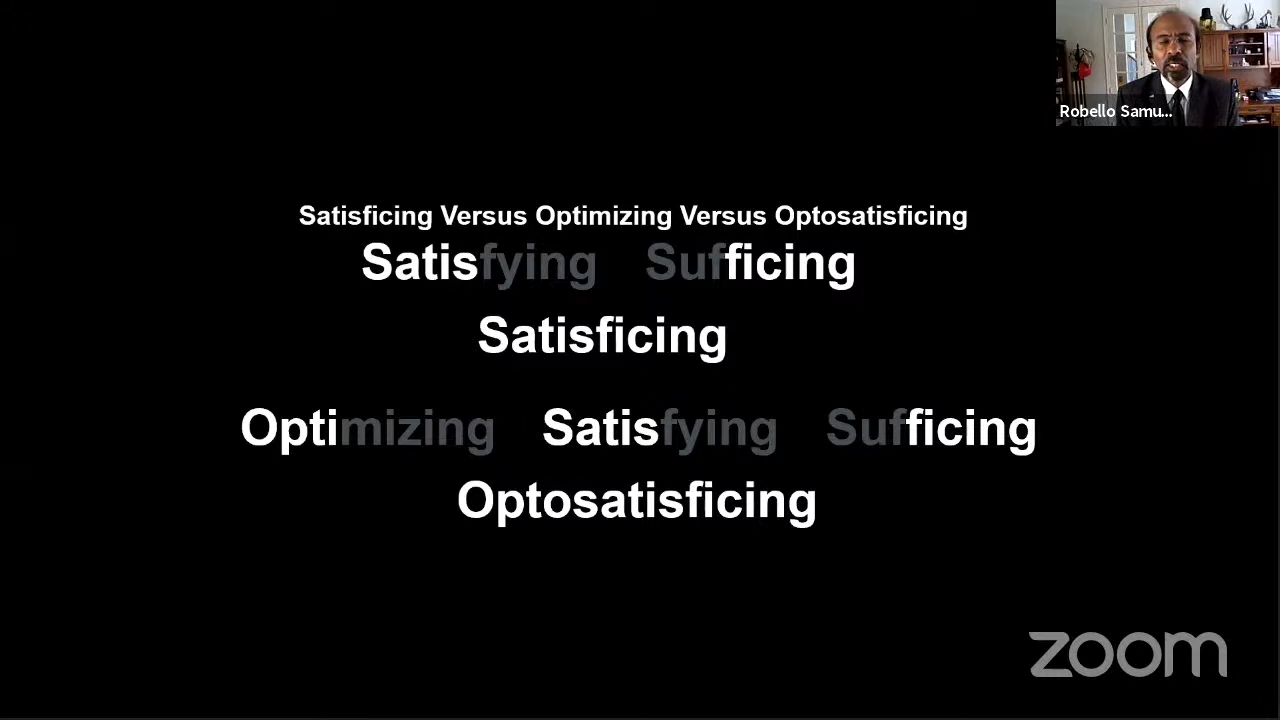 Robello Samu...
Satisficing Versus Optimizing Versus Optosatisficing
Satisfying Sufficing
Satisficing
Optimizing Satisfying Sufficing
Optosatisficing
zoom